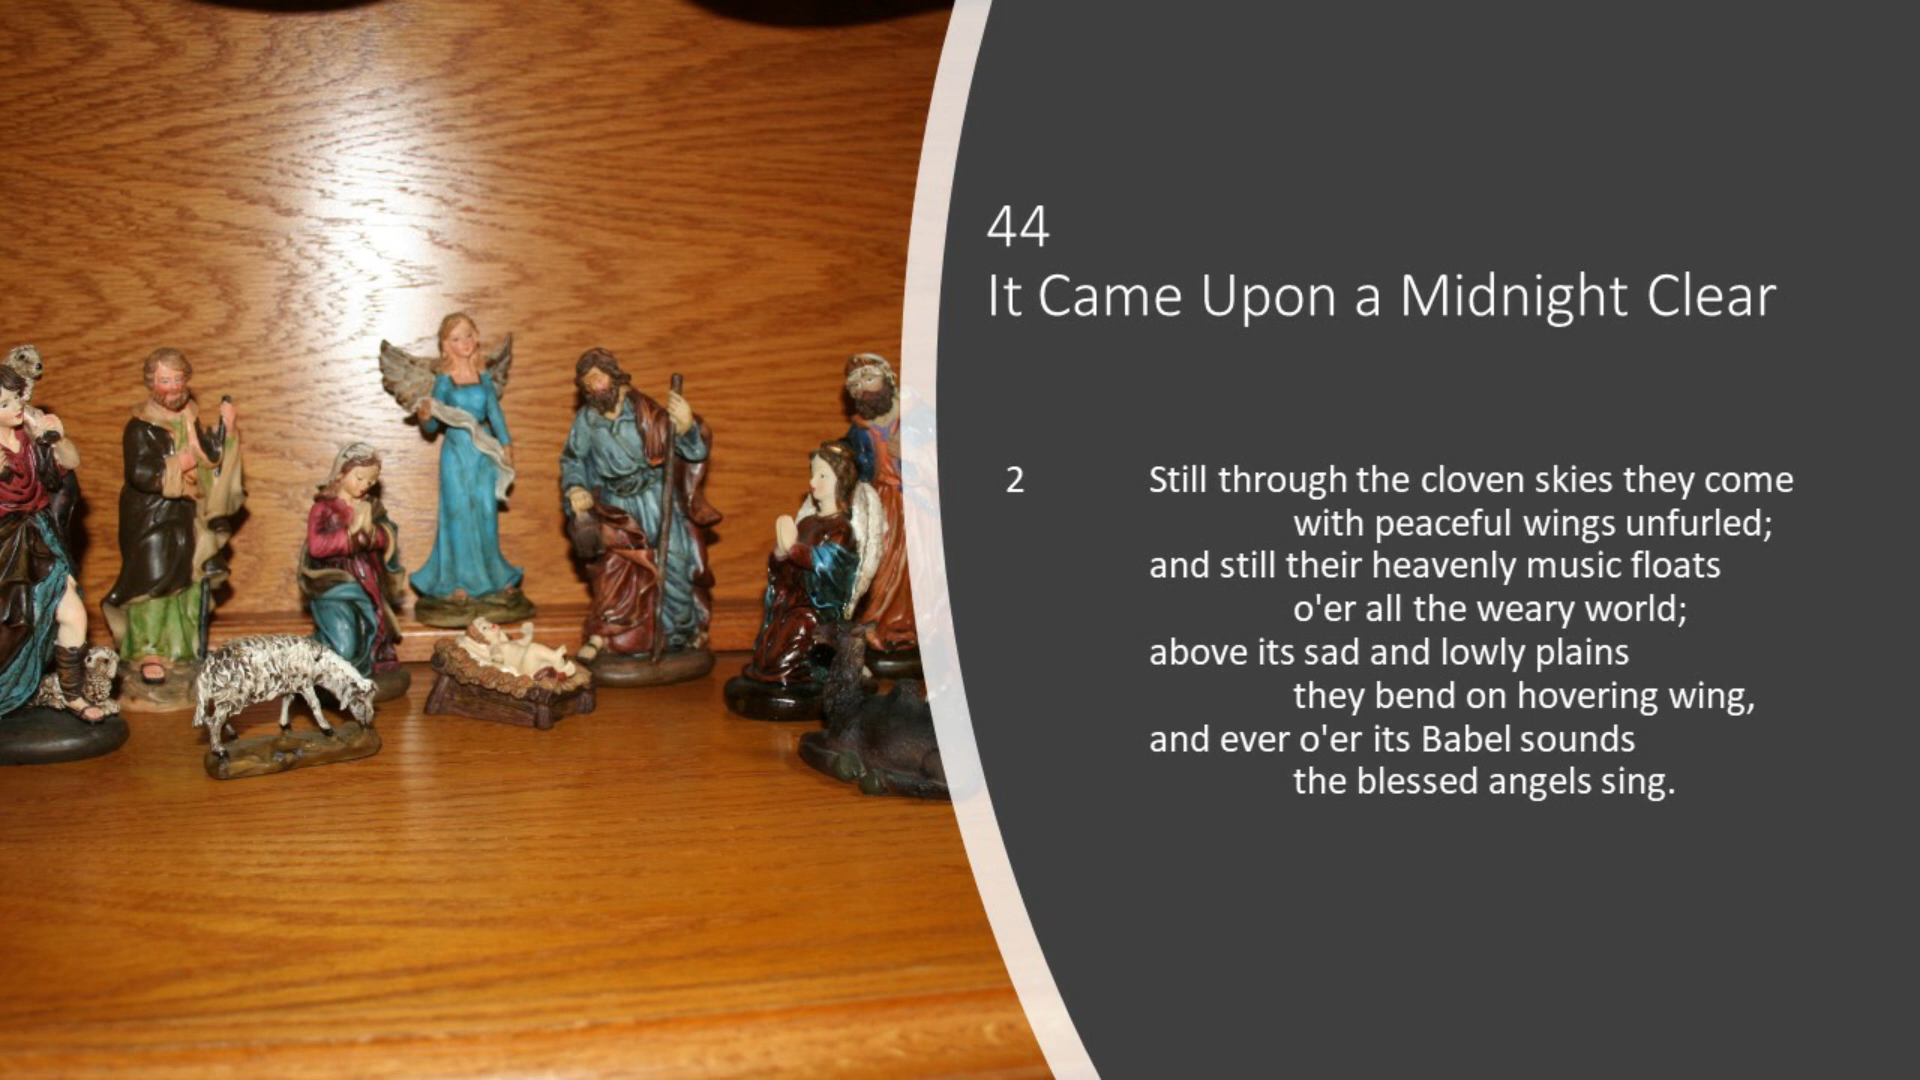 44
It Came Upon a Midnight Clear
2 Still through the cloven skies they come
with peaceful wings unfurled;
and still their heavenly music floats
o'er all the weary world;
above its sad and lowly plains
they bend on hovering wing,
and ever o'er its Babel sounds
the blessed angels sing.